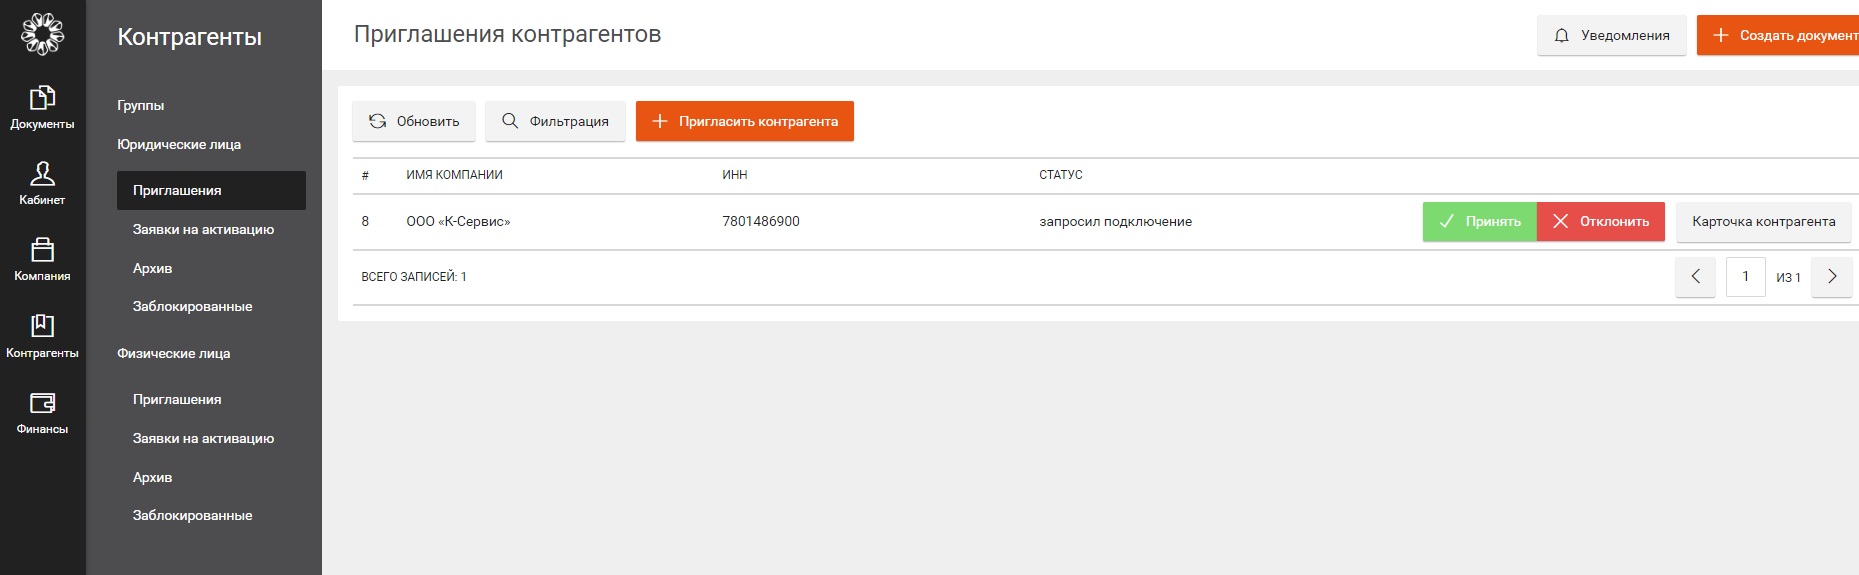 Документы
Кабинет
Компания
Контрагенты
Финансы
Контрагенты
Группы
Юридические лица
Приглашения
Заявки на активацию
Архив
Заблокированные
Физические лица
Приглашения
Заявки на активацию
Архив
Заблокированные
Приглашения контрагентов
Уведомления
Создать документ
Обновить
Фильтрация
Пригласить контрагента
# ИМЯ КОМПАНИИ ИНН СТАТУС
8 ООО «К-Сервис» 7801486900 запросил подключение Принять Отклонить Карточка контрагента
ВСЕГО ЗАПИСЕЙ: 1 1 ИЗ 1